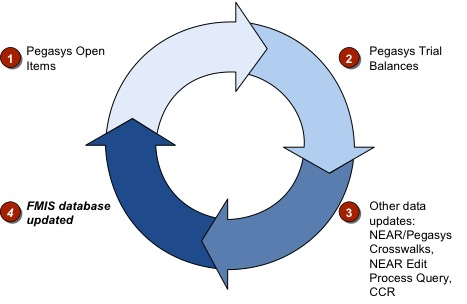 1
Pegasys Open
Items
2
Pegasys Trial
Balances
3
Other data
updates:
NEAR/Pegasys
Crosswalks,
NEAR Edit
Process Query,
CCR
4
FMIS database
updated